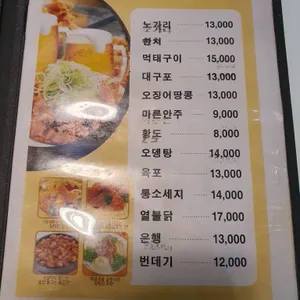 노가리 13,000
한치 13,000
먹태구이 15,000
대구포 13,000
오징어땅콩 13,000
마른안주 9,000
황도 8,000
오뎅탕 14,000
육포 13,000
통소세지 14,000
열불닭 17,000
은행 13,000
번데기 12,000